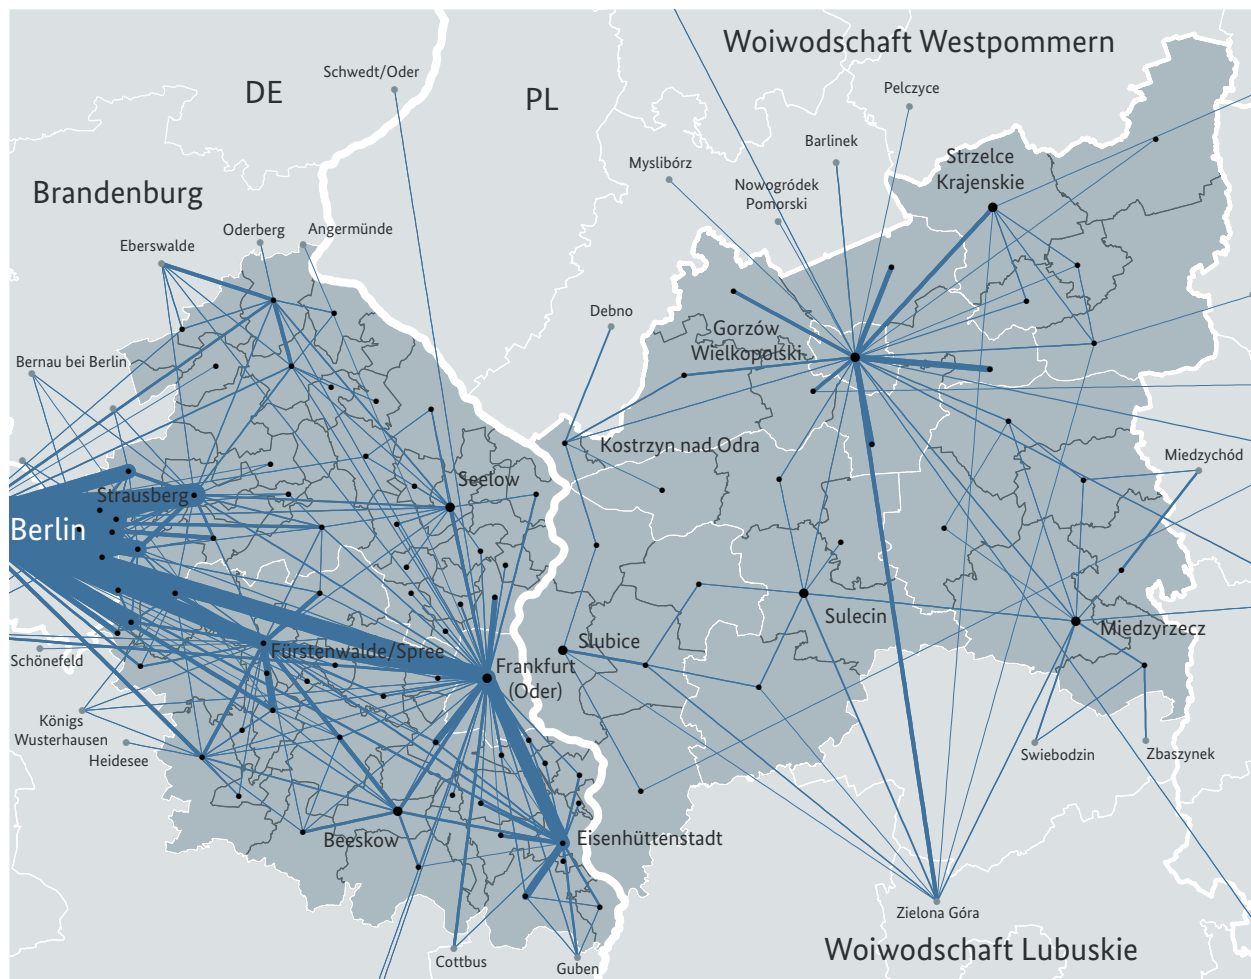 Woiwodschaft Westpommern
Schwedt/Oder
DE
PL
Pelczyce
Barlinek
Strzelce
Krajenskie
Myslibórz
Nowogródek
Pomorski
Brandenburg
Oderberg
Angermünde
Eberswalde
Debno
Gorzów
Wielkopolski
Bernau bei Berlin
Kostrzyn nad Odra
Miedzychód
Seelow
Strausberg
Berlin
Sulecin
Miedzyrzecz
Slubice
Fürstenwalde/Spree
Schönefeld
Frankfurt
(Oder)
Königs
Wusterhausen
Heidesee
Swiebodzin
Zbaszynek
Beeskow
Eisenhüttenstadt
Zielona Góra
Woiwodschaft Lubuskie
Cottbus
Guben